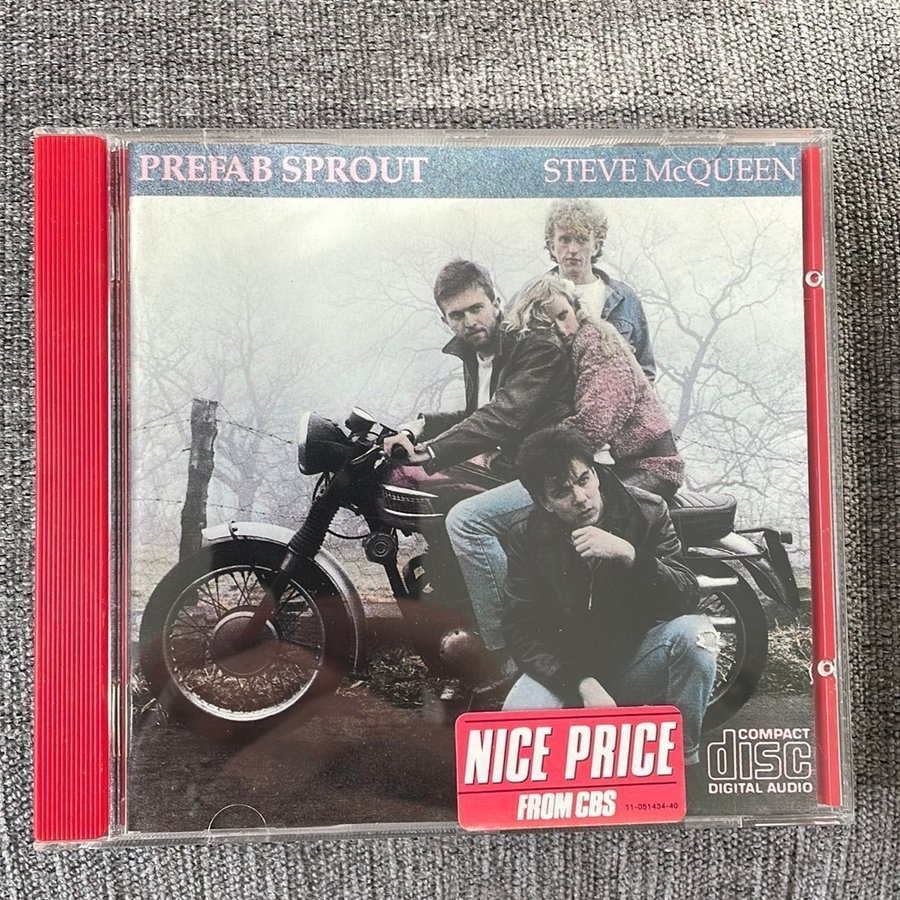 PREFAB SPROUT STEVE McQUEEN
NICE PRICE
FROM CBS 11-051434-40
COMPACT
disc
DIGITAL AUDIO